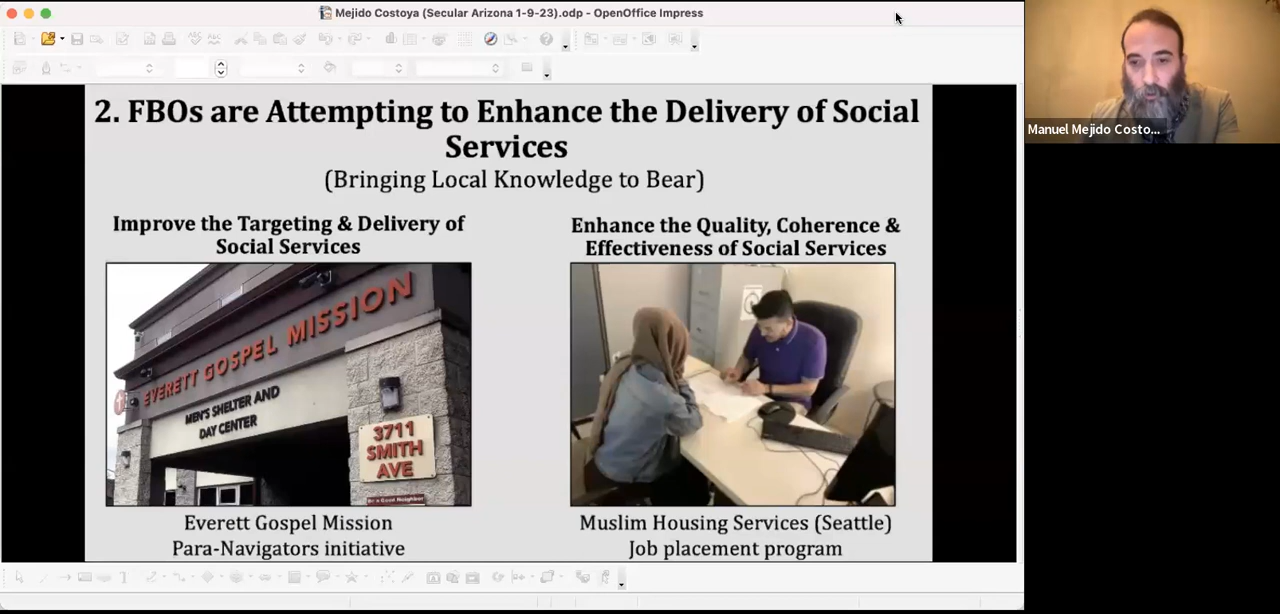 Mejido Costoya (Secular Arizona 1-9-23).odp - OpenOffice Impress
2. FBOs are Attempting to Enhance the Delivery of Social
Services
(Bringing Local Knowledge to Bear)
Improve the Targeting & Delivery of
Social Services
EVERETT GOSPEL MISSION
MEN'S SHELTER AND
DAY CENTER
3711
SMITH
AVE
Be a Good Neighbor
Everett Gospel Mission
Para-Navigators initiative
Enhance the Quality, Coherence &
Effectiveness of Social Services
Muslim Housing Services (Seattle)
Job placement program
Manuel Mejido Costo...